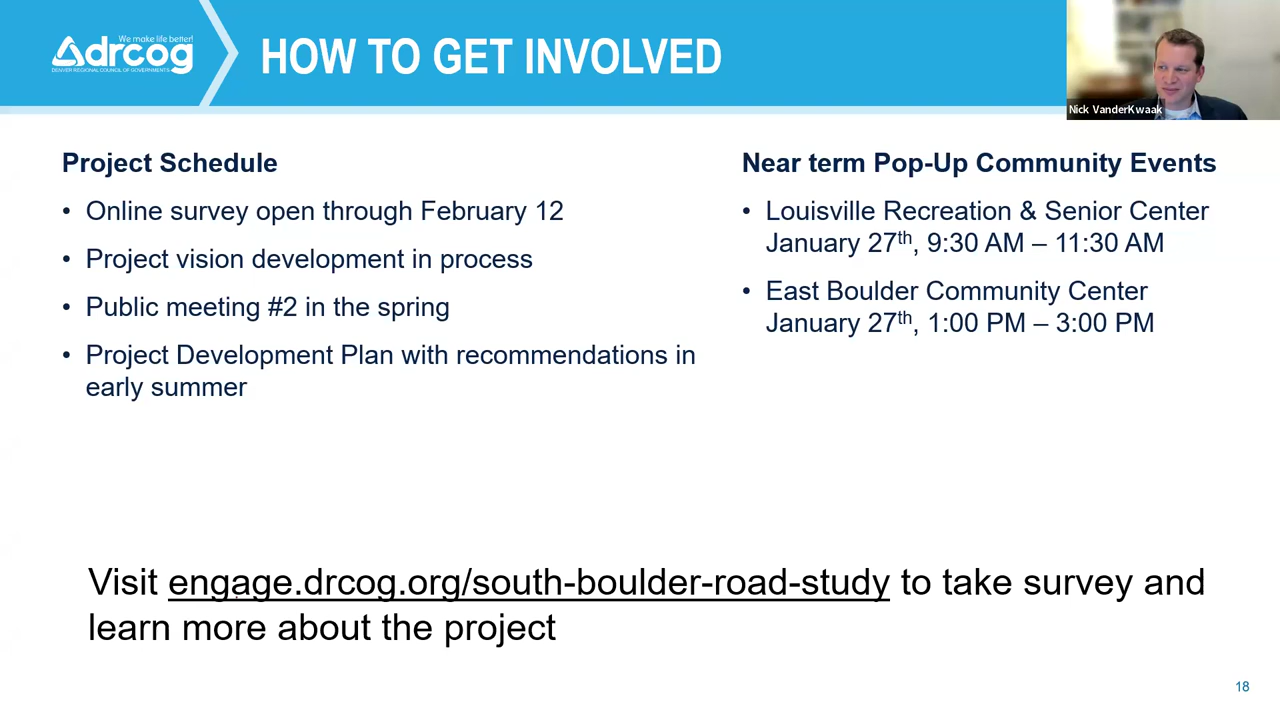 We make life better!
drcog
DENVER REGIONAL COUNCIL OF GOVERNMENTS
HOW TO GET INVOLVED
Nick VanderKwaak
Project Schedule
• Online survey open through February 12
• Project vision development in process
• Public meeting #2 in the spring
• Project Development Plan with recommendations in
early summer
Near term Pop-Up Community Events
• Louisville Recreation & Senior Center
January 27th, 9:30 AM – 11:30 AM
• East Boulder Community Center
January 27th, 1:00 PM – 3:00 PM
Visit engage.drcog.org/south-boulder-road-study to take survey and
learn more about the project
18